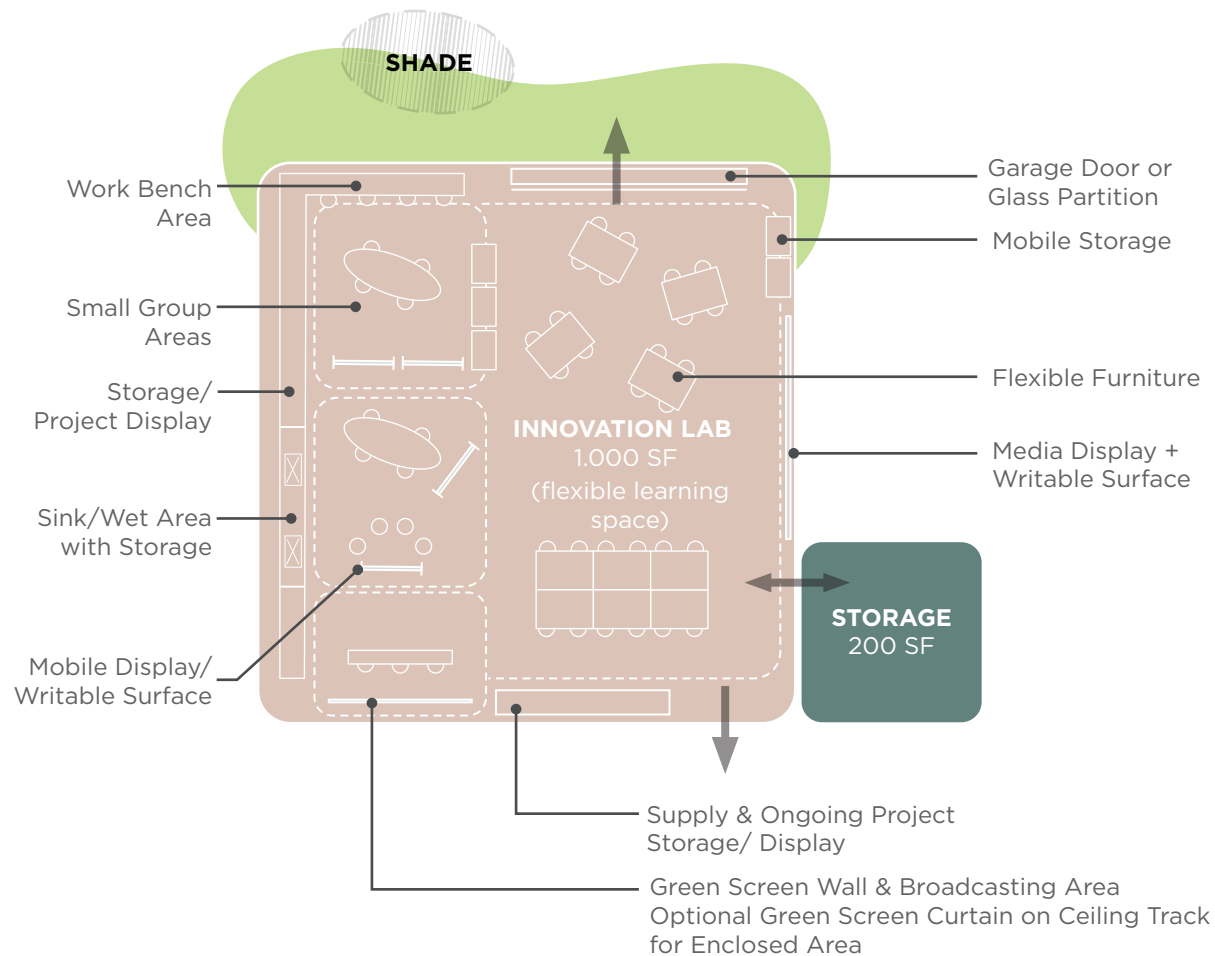 SHADE
Work Bench
Area
Small Group
Areas
Storage/
Project Display
Sink/Wet Area
with Storage
Mobile Display/
Writable Surface
INNOVATION LAB
1.000 SF
(flexible learning
space)
Garage Door or
Glass Partition
Mobile Storage
Flexible Furniture
Media Display +
Writable Surface
STORAGE
200 SF
Supply & Ongoing Project
Storage/ Display
Green Screen Wall & Broadcasting Area
Optional Green Screen Curtain on Ceiling Track
for Enclosed Area